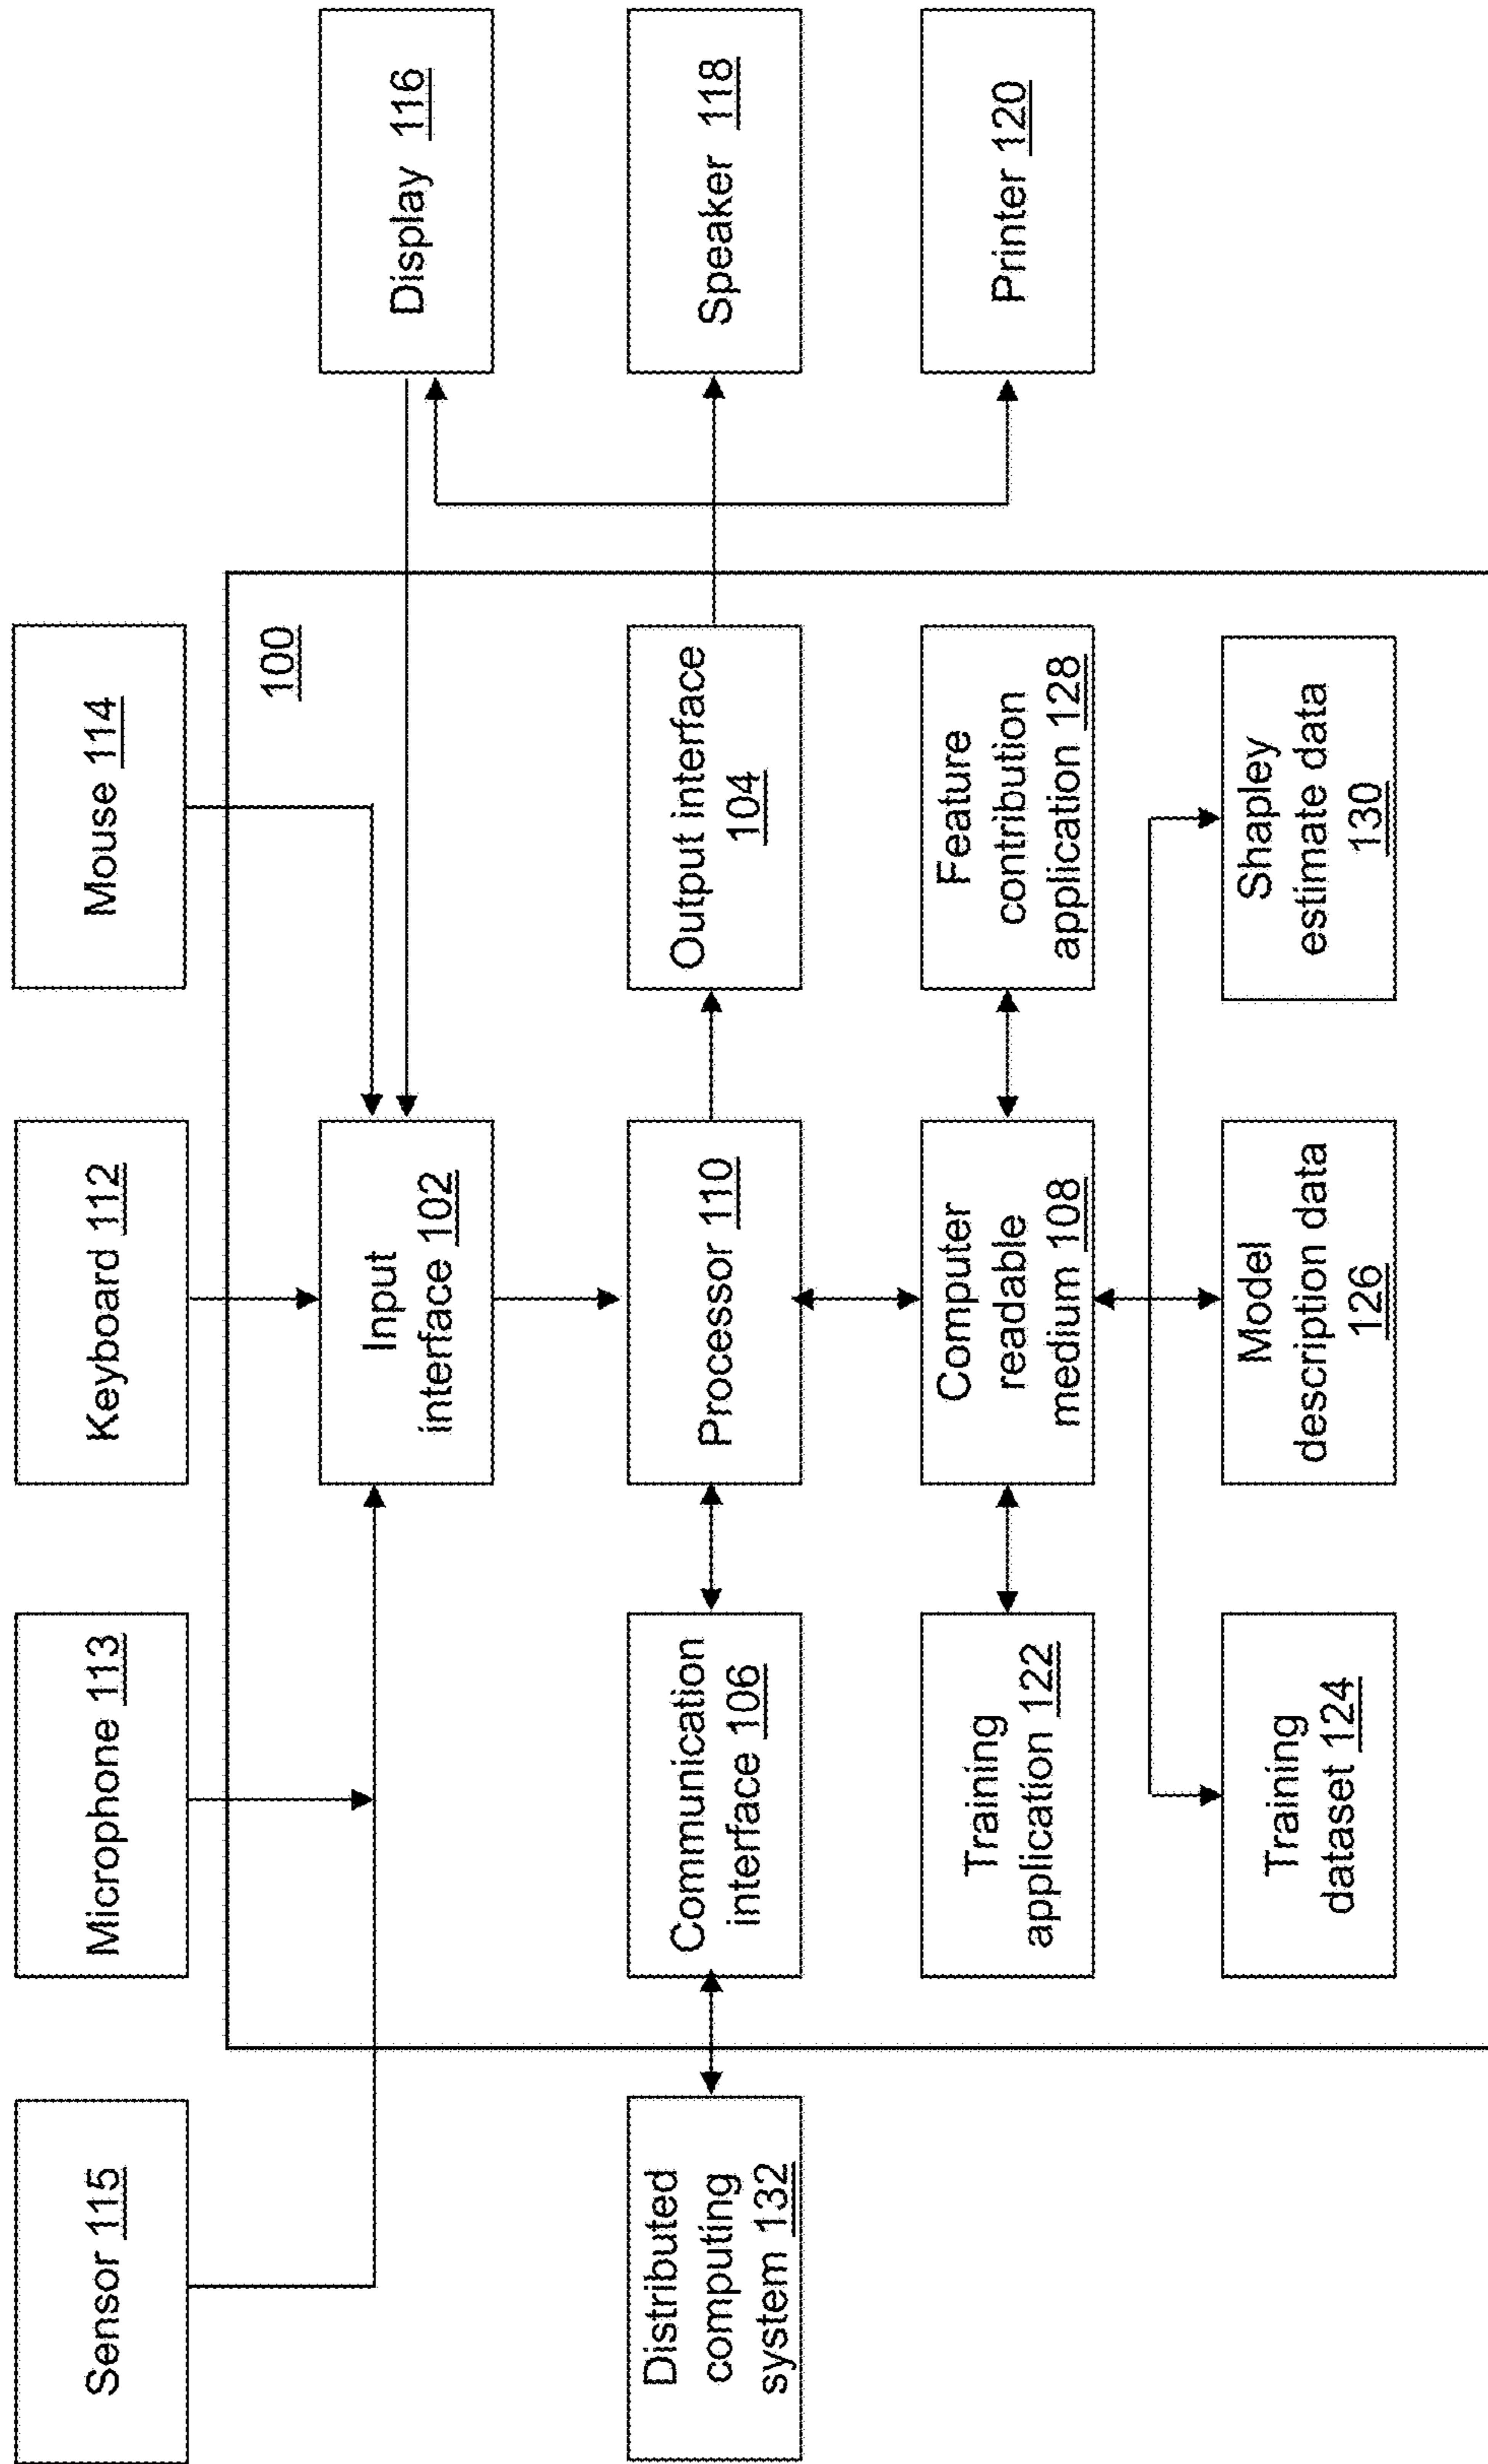 Sensor 115
Microphone 113
Keyboard 112
Mouse 114
100
Input
interface 102
Display 116
Distributed
computing
system 132
Communication
interface 106
Processor 110
Output interface
104
Speaker 118
Training
application 122
Computer
readable
medium 108
Feature
contribution
application 128
Printer 120
Training
dataset 124
Model
description data
126
Shapley
estimate data
130